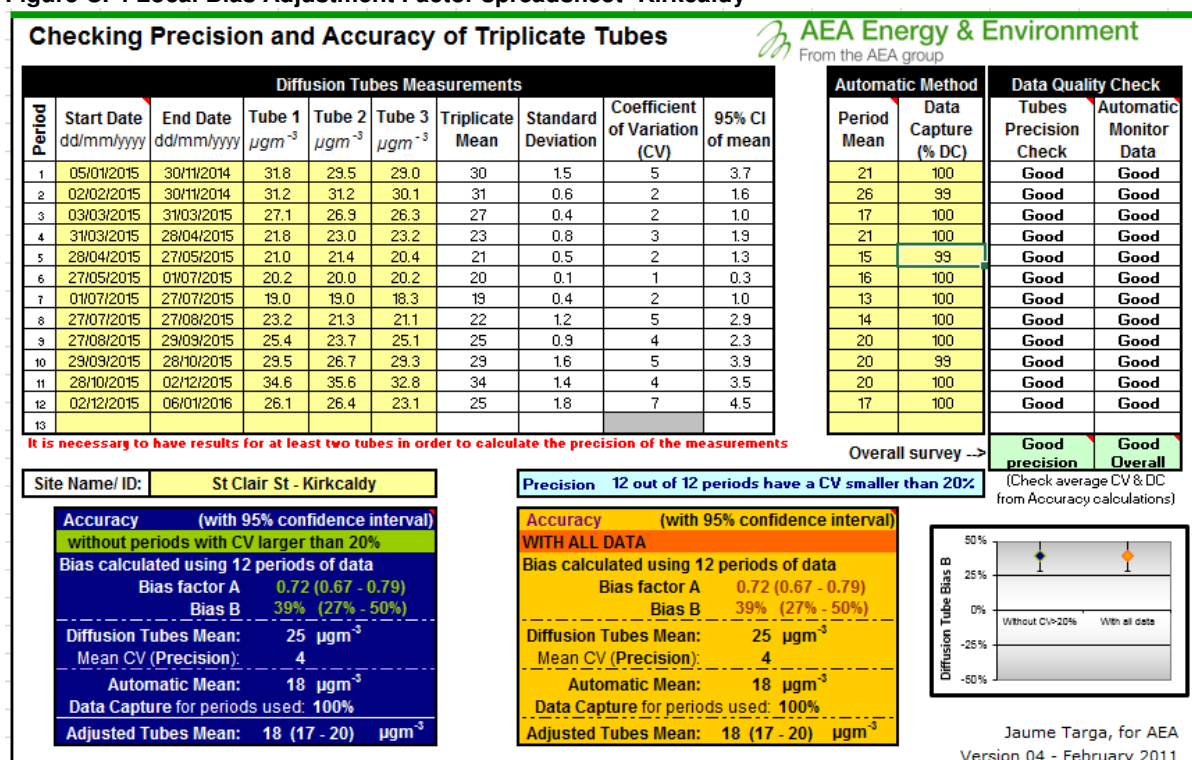 Figure C. 1 Local Bias Adjustment Factor spreadsheet- Kirkcaldy
Checking Precision and Accuracy of Triplicate Tubes
AEA Energy & Environment
From the AEA group
Diffusion Tubes Measurements
Automatic Method
Data Quality Check
Period Start Date dd/mm/yyyy End Date dd/mm/yyyy Tube 1 µgm⁻³ Tube 2 µgm⁻³ Tube 3 µgm⁻³ Triplicate Mean Standard Deviation Coefficient of Variation (CV) 95% CI of mean Period Mean Data Capture (% DC) Tubes Precision Check Automatic Monitor Data
1 05/01/2015 30/11/2014 31.8 29.5 29.0 30 1.5 5 3.7 21 100 Good Good
2 02/02/2015 30/11/2014 31.2 31.2 30.1 31 0.6 2 1.6 26 99 Good Good
3 03/03/2015 31/03/2015 27.1 26.9 26.3 27 0.4 2 1.0 17 100 Good Good
4 31/03/2015 28/04/2015 21.8 23.0 23.2 23 0.8 3 1.9 21 100 Good Good
5 28/04/2015 27/05/2015 21.0 21.4 20.4 21 0.5 2 1.3 15 99 Good Good
6 27/05/2015 01/07/2015 20.2 20.0 20.2 20 0.1 1 0.3 16 100 Good Good
7 01/07/2015 27/07/2015 19.0 19.0 18.3 19 0.4 2 1.0 13 100 Good Good
8 27/07/2015 27/08/2015 23.2 21.3 21.1 22 1.2 5 2.9 14 100 Good Good
9 27/08/2015 29/09/2015 25.4 23.7 25.1 25 0.9 4 2.3 20 100 Good Good
10 29/09/2015 28/10/2015 29.5 26.7 29.3 29 1.6 5 3.9 20 99 Good Good
11 28/10/2015 02/12/2015 34.6 35.6 32.8 34 1.4 4 3.5 20 100 Good Good
12 02/12/2015 06/01/2016 26.1 26.4 23.1 25 1.8 7 4.5 17 100 Good Good
13
It is necessary to have results for at least two tubes in order to calculate the precision of the measurements
Overall survey --> Good precision Good Overall
Site Name/ ID: St Clair St - Kirkcaldy
Precision 12 out of 12 periods have a CV smaller than 20%
(Check average CV & DC from Accuracy calculations)
Accuracy (with 95% confidence interval)
without periods with CV larger than 20%
Bias calculated using 12 periods of data
Bias factor A 0.72 (0.67 - 0.79)
Bias B 39% (27% - 50%)
Diffusion Tubes Mean: 25 µgm⁻³
Mean CV (Precision): 4
Automatic Mean: 18 µgm⁻³
Data Capture for periods used: 100%
Adjusted Tubes Mean: 18 (17 - 20) µgm⁻³
Accuracy (with 95% confidence interval)
WITH ALL DATA
Bias calculated using 12 periods of data
Bias factor A 0.72 (0.67 - 0.79)
Bias B 39% (27% - 50%)
Diffusion Tubes Mean: 25 µgm⁻³
Mean CV (Precision): 4
Automatic Mean: 18 µgm⁻³
Data Capture for periods used: 100%
Adjusted Tubes Mean: 18 (17 - 20) µgm⁻³
Diffusion Tube Bias B
50%
25%
0%
-25%
-50%
Without CV>20% With all data
Jaume Targa, for AEA
Version 04 - February 2011